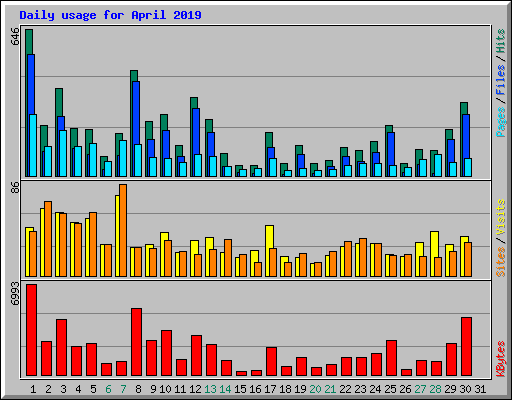 Daily usage for April 2019
646
Pages / Files / Hits
86
Sites / Visits
6993
KBytes
1 2 3 4 5 6 7 8 9 10 11 12 13 14 15 16 17 18 19 20 21 22 23 24 25 26 27 28 29 30 31